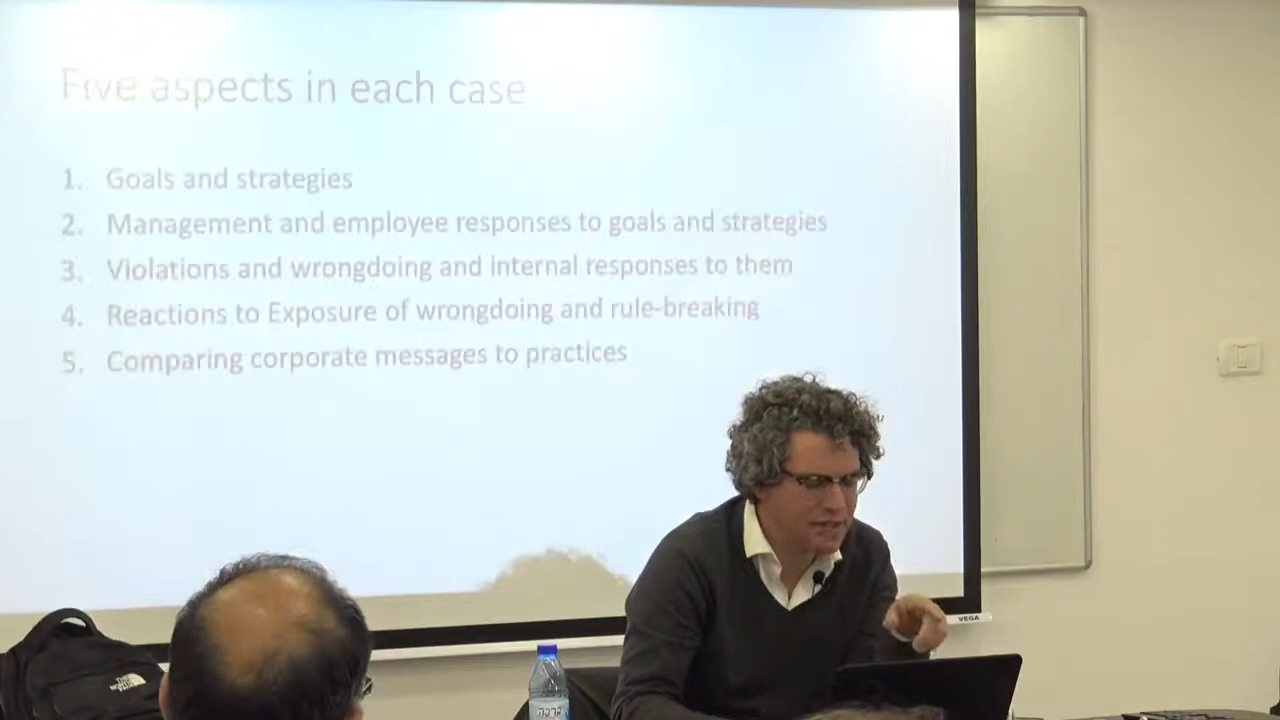 Five aspects in each case
1. Goals and strategies
2. Management and employee responses to goals and strategies
3. Violations and wrongdoing and internal responses to them
4. Reactions to Exposure of wrongdoing and rule-breaking
5. Comparing corporate messages to practices
VEGA